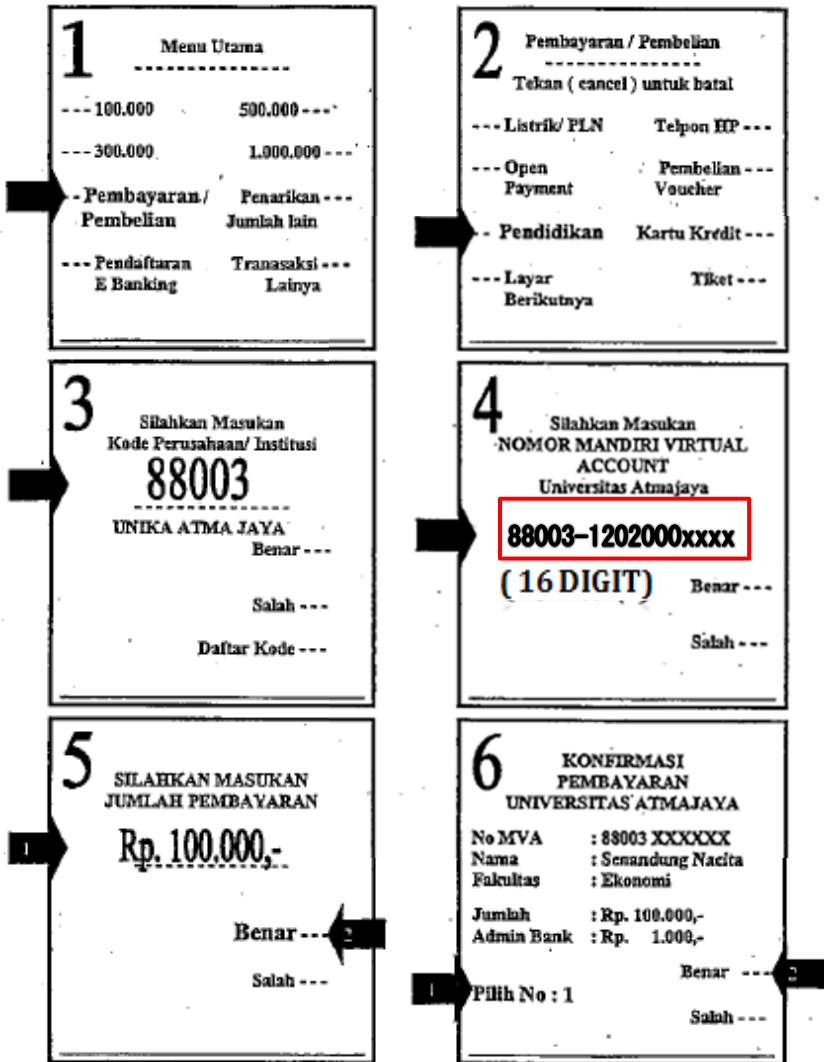 1
Menu Utama
---------------
---100.000 500.000---
---300.000 1.000.000---
--Pembayaran/ Penarikan---
Pembelian Jumlah lain
---Pendaftaran Tranasaksi---
E Banking Lainya
2
Pembayaran / Pembelian
---------------
Tekan ( cancel ) untuk batal
---Listrik/ PLN Telpon HP---
---Open Pembelian---
Payment Voucher
-- Pendidikan Kartu Kredit---
---Layar Tiket---
Berikutnya
3
Silahkan Masukan
Kode Perusahaan/ Institusi
88003
---------------
UNIKA ATMA JAYA
Benar---
Salah---
Daftar Kode---
4
Silahkan Masukan
NOMOR MANDIRI VIRTUAL
ACCOUNT
Universitas Atmajaya
88003-1202000xxxx
( 16 DIGIT) Benar---
Salah---
5
SILAHKAN MASUKAN
JUMLAH PEMBAYARAN
1 Rp. 100.000,-
Benar--- 2
Salah---
6
KONFIRMASI
PEMBAYARAN
UNIVERSITAS ATMAJAYA
No MVA : 88003 XXXXXX
Nama : Senandung Nacita
Fakultas : Ekonomi
Jumlah : Rp. 100.000,-
Admin Bank : Rp. 1.000,-
Benar --- 2
1 Pilih No : 1
Salah---